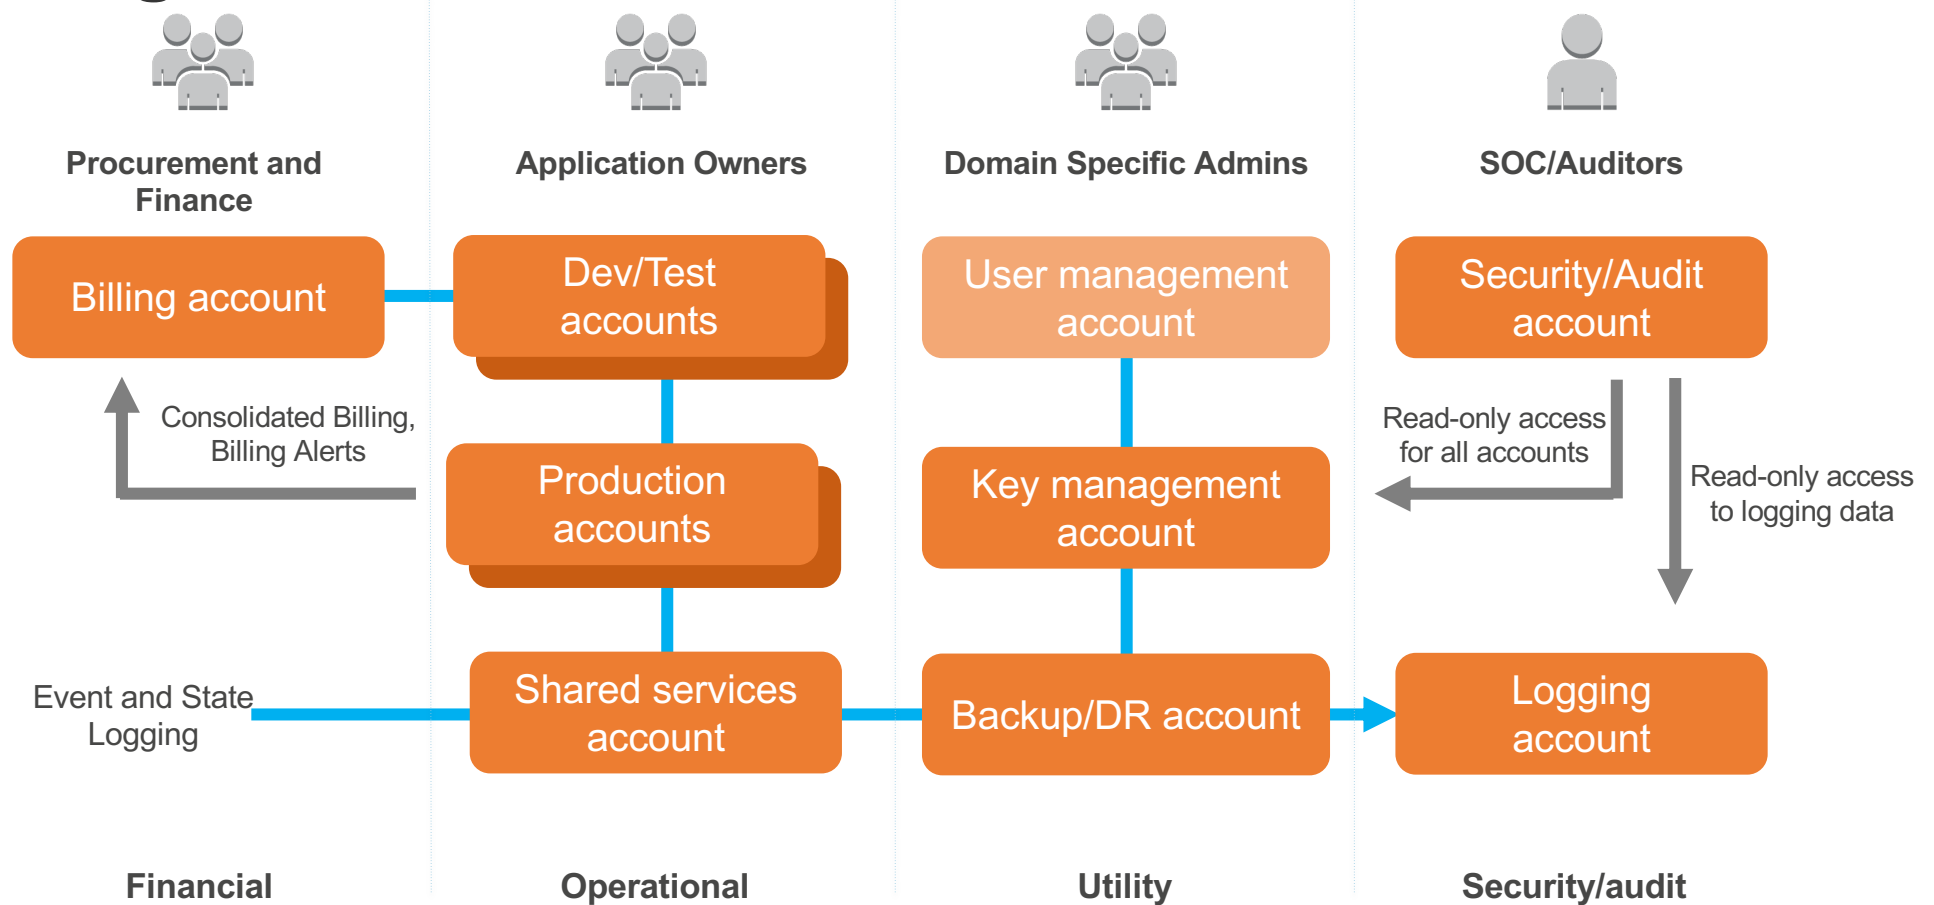 Procurement and
Finance
Application Owners
Domain Specific Admins
SOC/Auditors
Billing account
Dev/Test
accounts
User management
account
Security/Audit
account
Consolidated Billing,
Billing Alerts
Production
accounts
Key management
account
Read-only access
for all accounts
Read-only access
to logging data
Event and State
Logging
Shared services
account
Backup/DR account
Logging
account
Financial
Operational
Utility
Security/audit